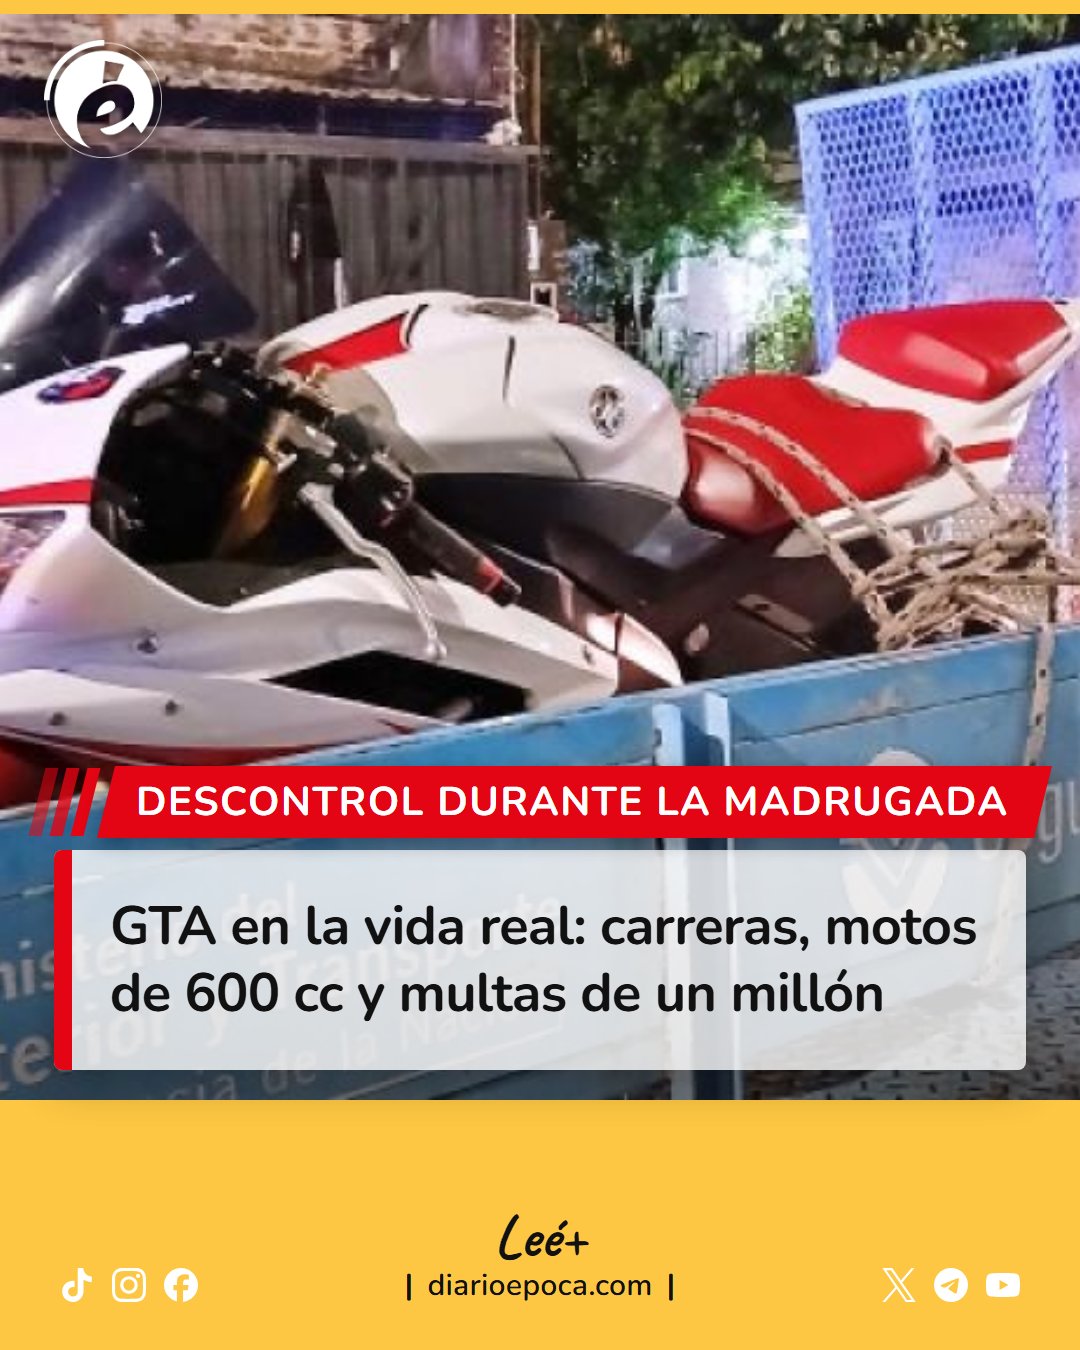 DESCONTROL DURANTE LA MADRUGADA
GTA en la vida real: carreras, motos
de 600 cc y multas de un millón
Leé+
| diarioepoca.com |